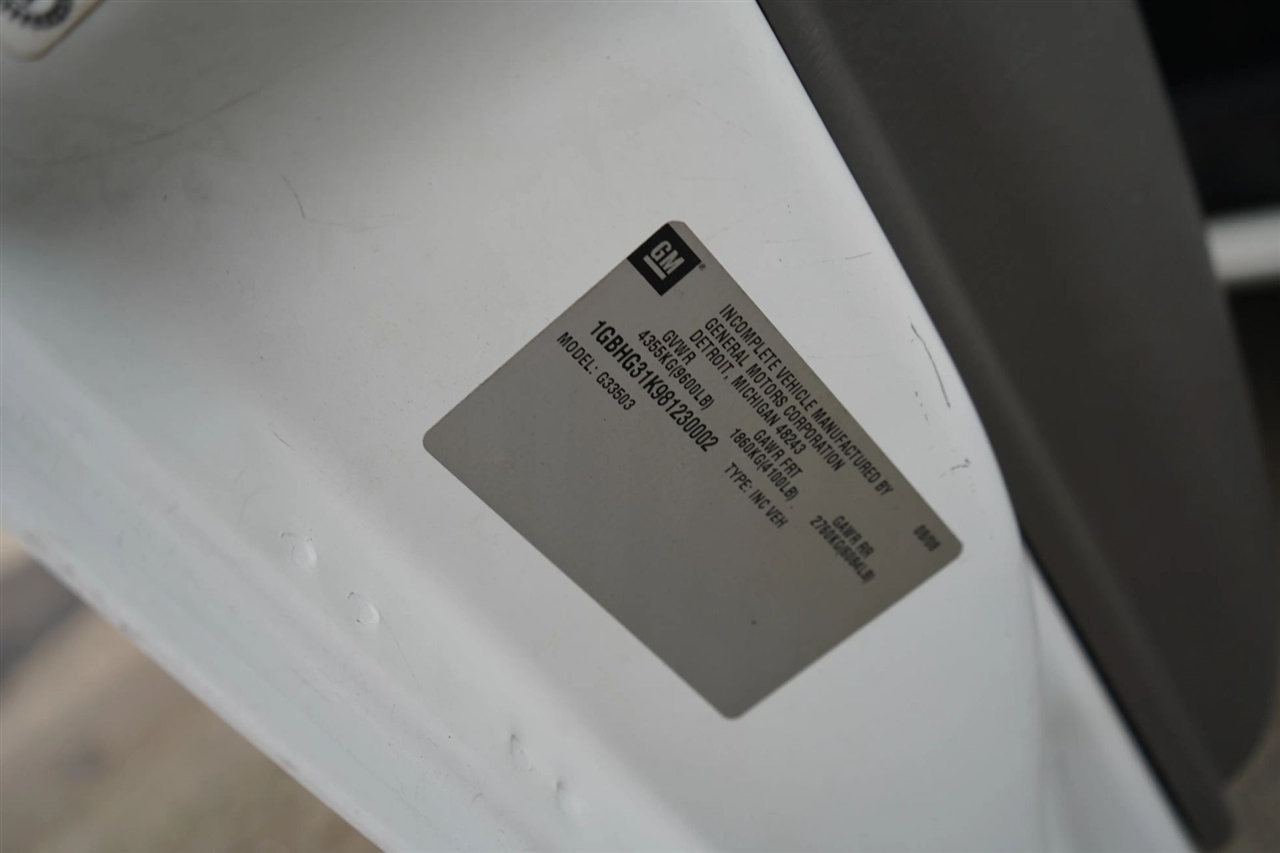 GM
INCOMPLETE VEHICLE MANUFACTURED BY
GENERAL MOTORS CORPORATION
DETROIT, MICHIGAN 48243
08/08
GVWR GAWR FRT GAWR RR
4355KG(9600LB) 1860KG(4100LB) 2760KG(6084LB)
1GBHG31K981230002 TYPE: INC VEH
MODEL: G33503